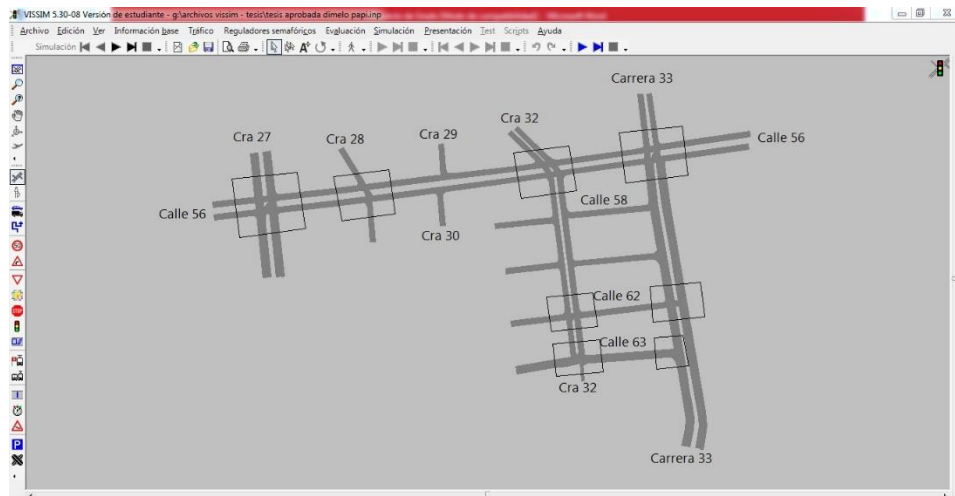 VISSIM 5.30-08 Versión de estudiante - g:\archivos vissim - tesis\tesis aprobada dimelo papi.inp
Archivo Edición Ver Información base Tráfico Reguladores semafóricos Evaluación Simulación Presentación Test Scripts Ayuda
Simulación
Carrera 33
Cra 32
Cra 27
Cra 28
Cra 29
Calle 56
Calle 56
Calle 58
Cra 30
Calle 62
Calle 63
Cra 32
Carrera 33